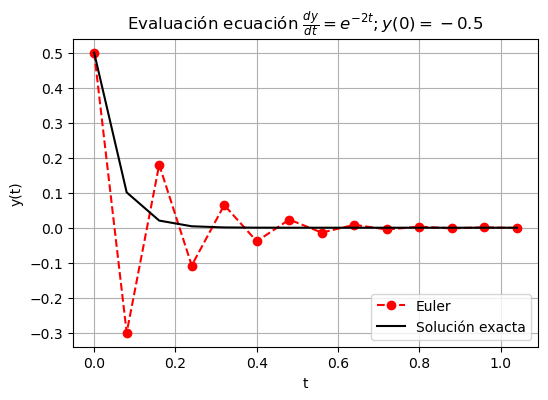 Evaluación ecuación $\frac{dy}{dt} = e^{-2t}; y(0) = -0.5$
y(t)
0.5
0.4
0.3
0.2
0.1
0.0
−0.1
−0.2
−0.3
0.0 0.2 0.4 0.6 0.8 1.0
t
Euler
Solución exacta